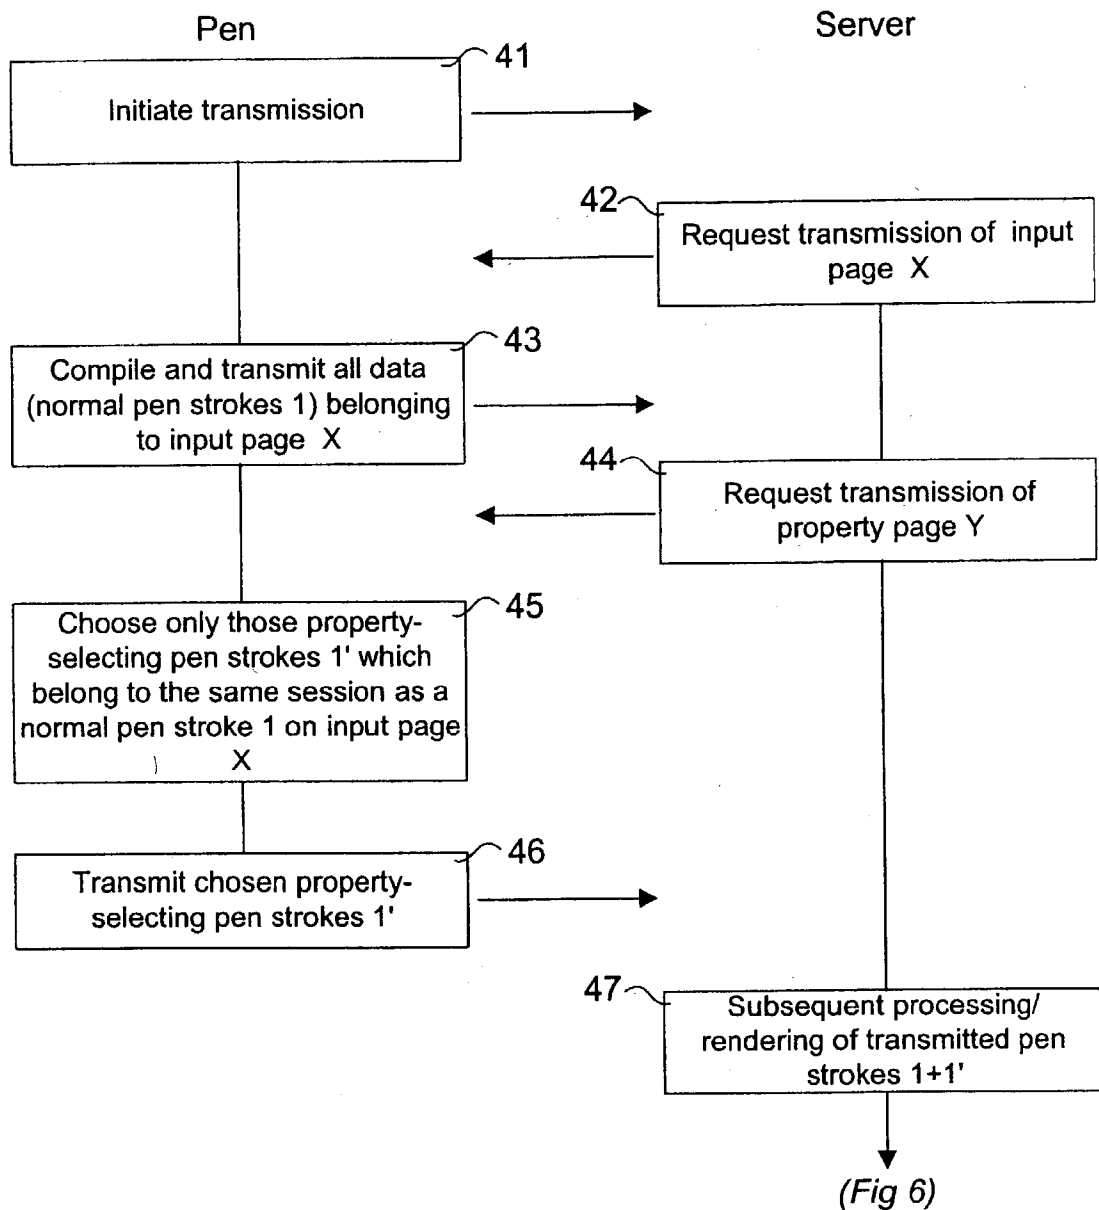 Pen
Server
41
Initiate transmission
42
Request transmission of input
page X
43
Compile and transmit all data
(normal pen strokes 1) belonging
to input page X
44
Request transmission of
property page Y
45
Choose only those property-
selecting pen strokes 1' which
belong to the same session as a
normal pen stroke 1 on input page
X
46
Transmit chosen property-
selecting pen strokes 1'
47
Subsequent processing/
rendering of transmitted pen
strokes 1+1'
(Fig 6)